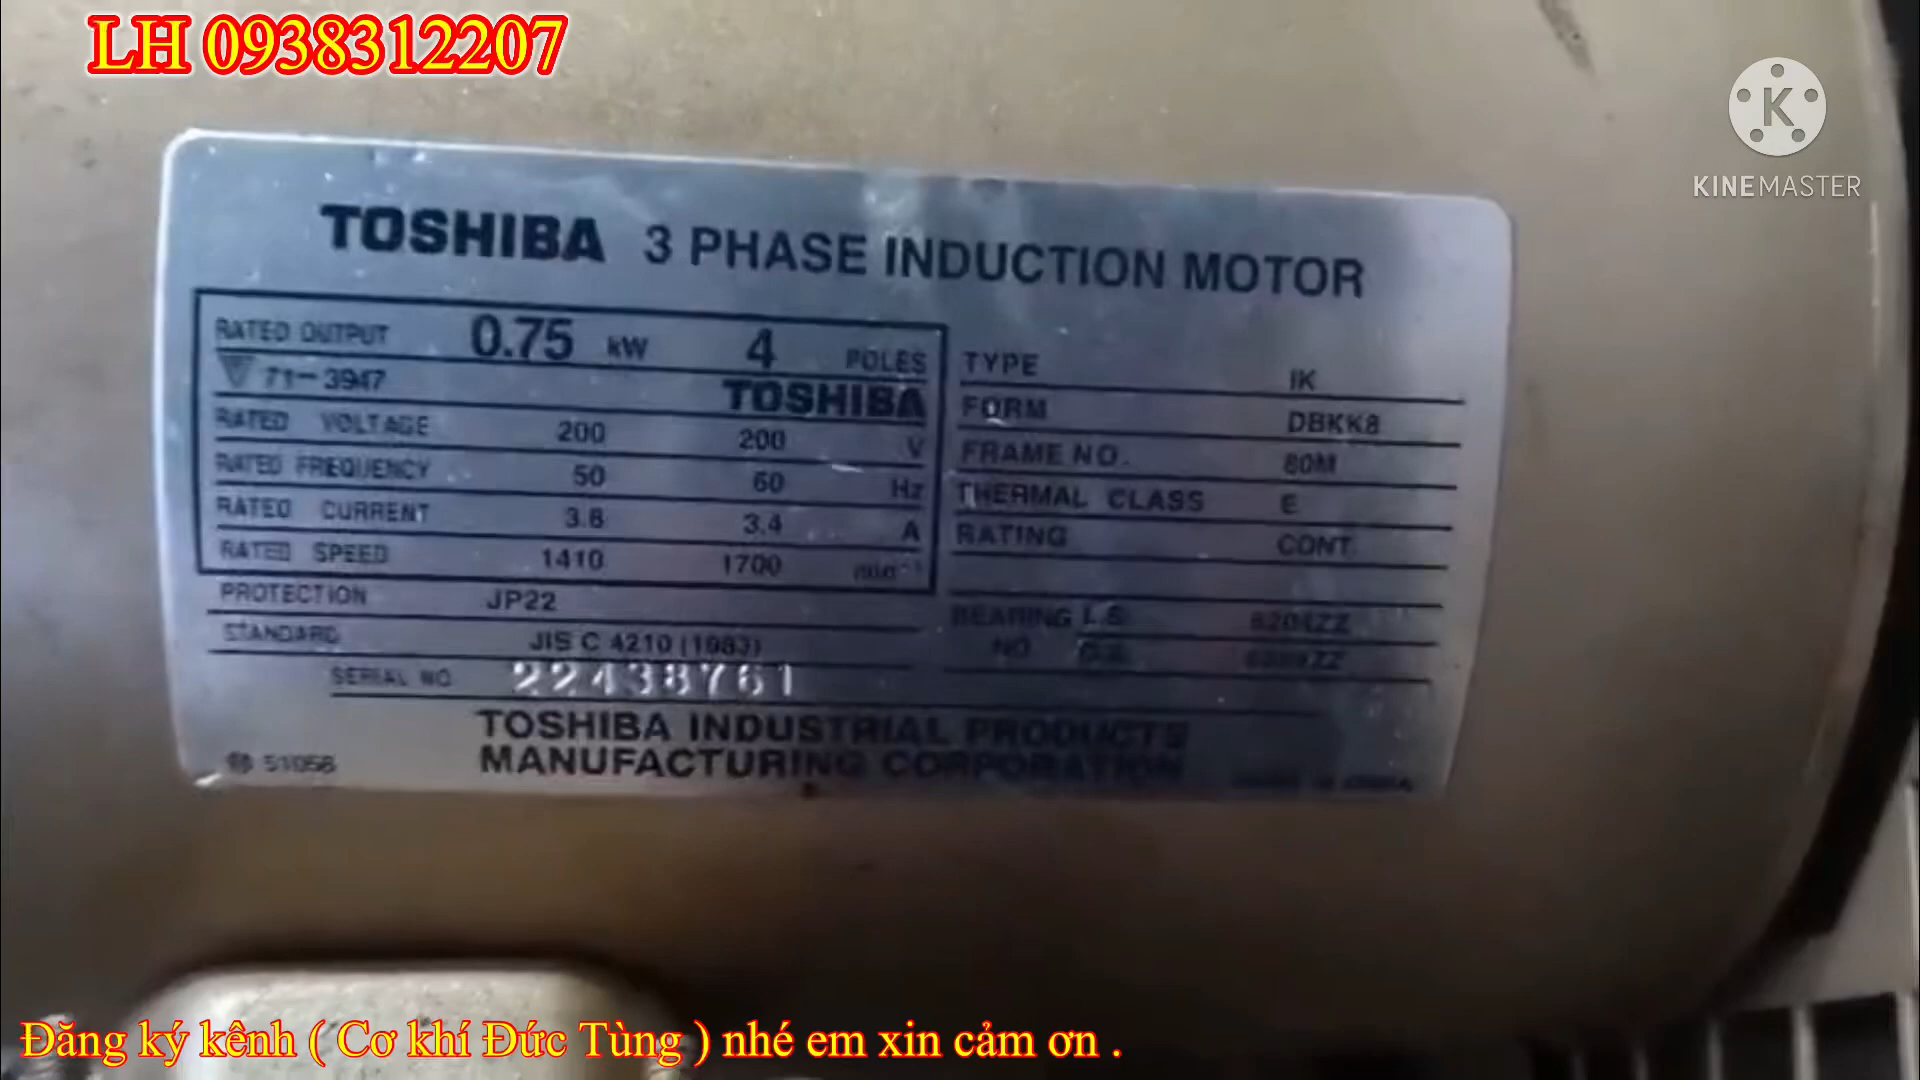 LH 0938312207
KINEMASTER
TOSHIBA 3 PHASE INDUCTION MOTOR
RATED OUTPUT 0.75 kW 4 POLES
71-3947 TOSHIBA
RATED VOLTAGE 200 200 V
RATED FREQUENCY 50 60 Hz
RATED CURRENT 3.8 3.4 A
RATED SPEED 1410 1700 min⁻¹
PROTECTION JP22
STANDARD JIS C 4210 (1983)
SERIAL NO 22438761
TYPE IK
FORM DBKK8
FRAME NO. 80M
THERMAL CLASS E
RATING CONT.
BEARING L.S. 6204ZZ
NO
TOSHIBA INDUSTRIAL PRODUCTS
MANUFACTURING CORPORATION
51056
Đăng ký kênh ( Cơ khí Đức Tùng ) nhé em xin cảm ơn .